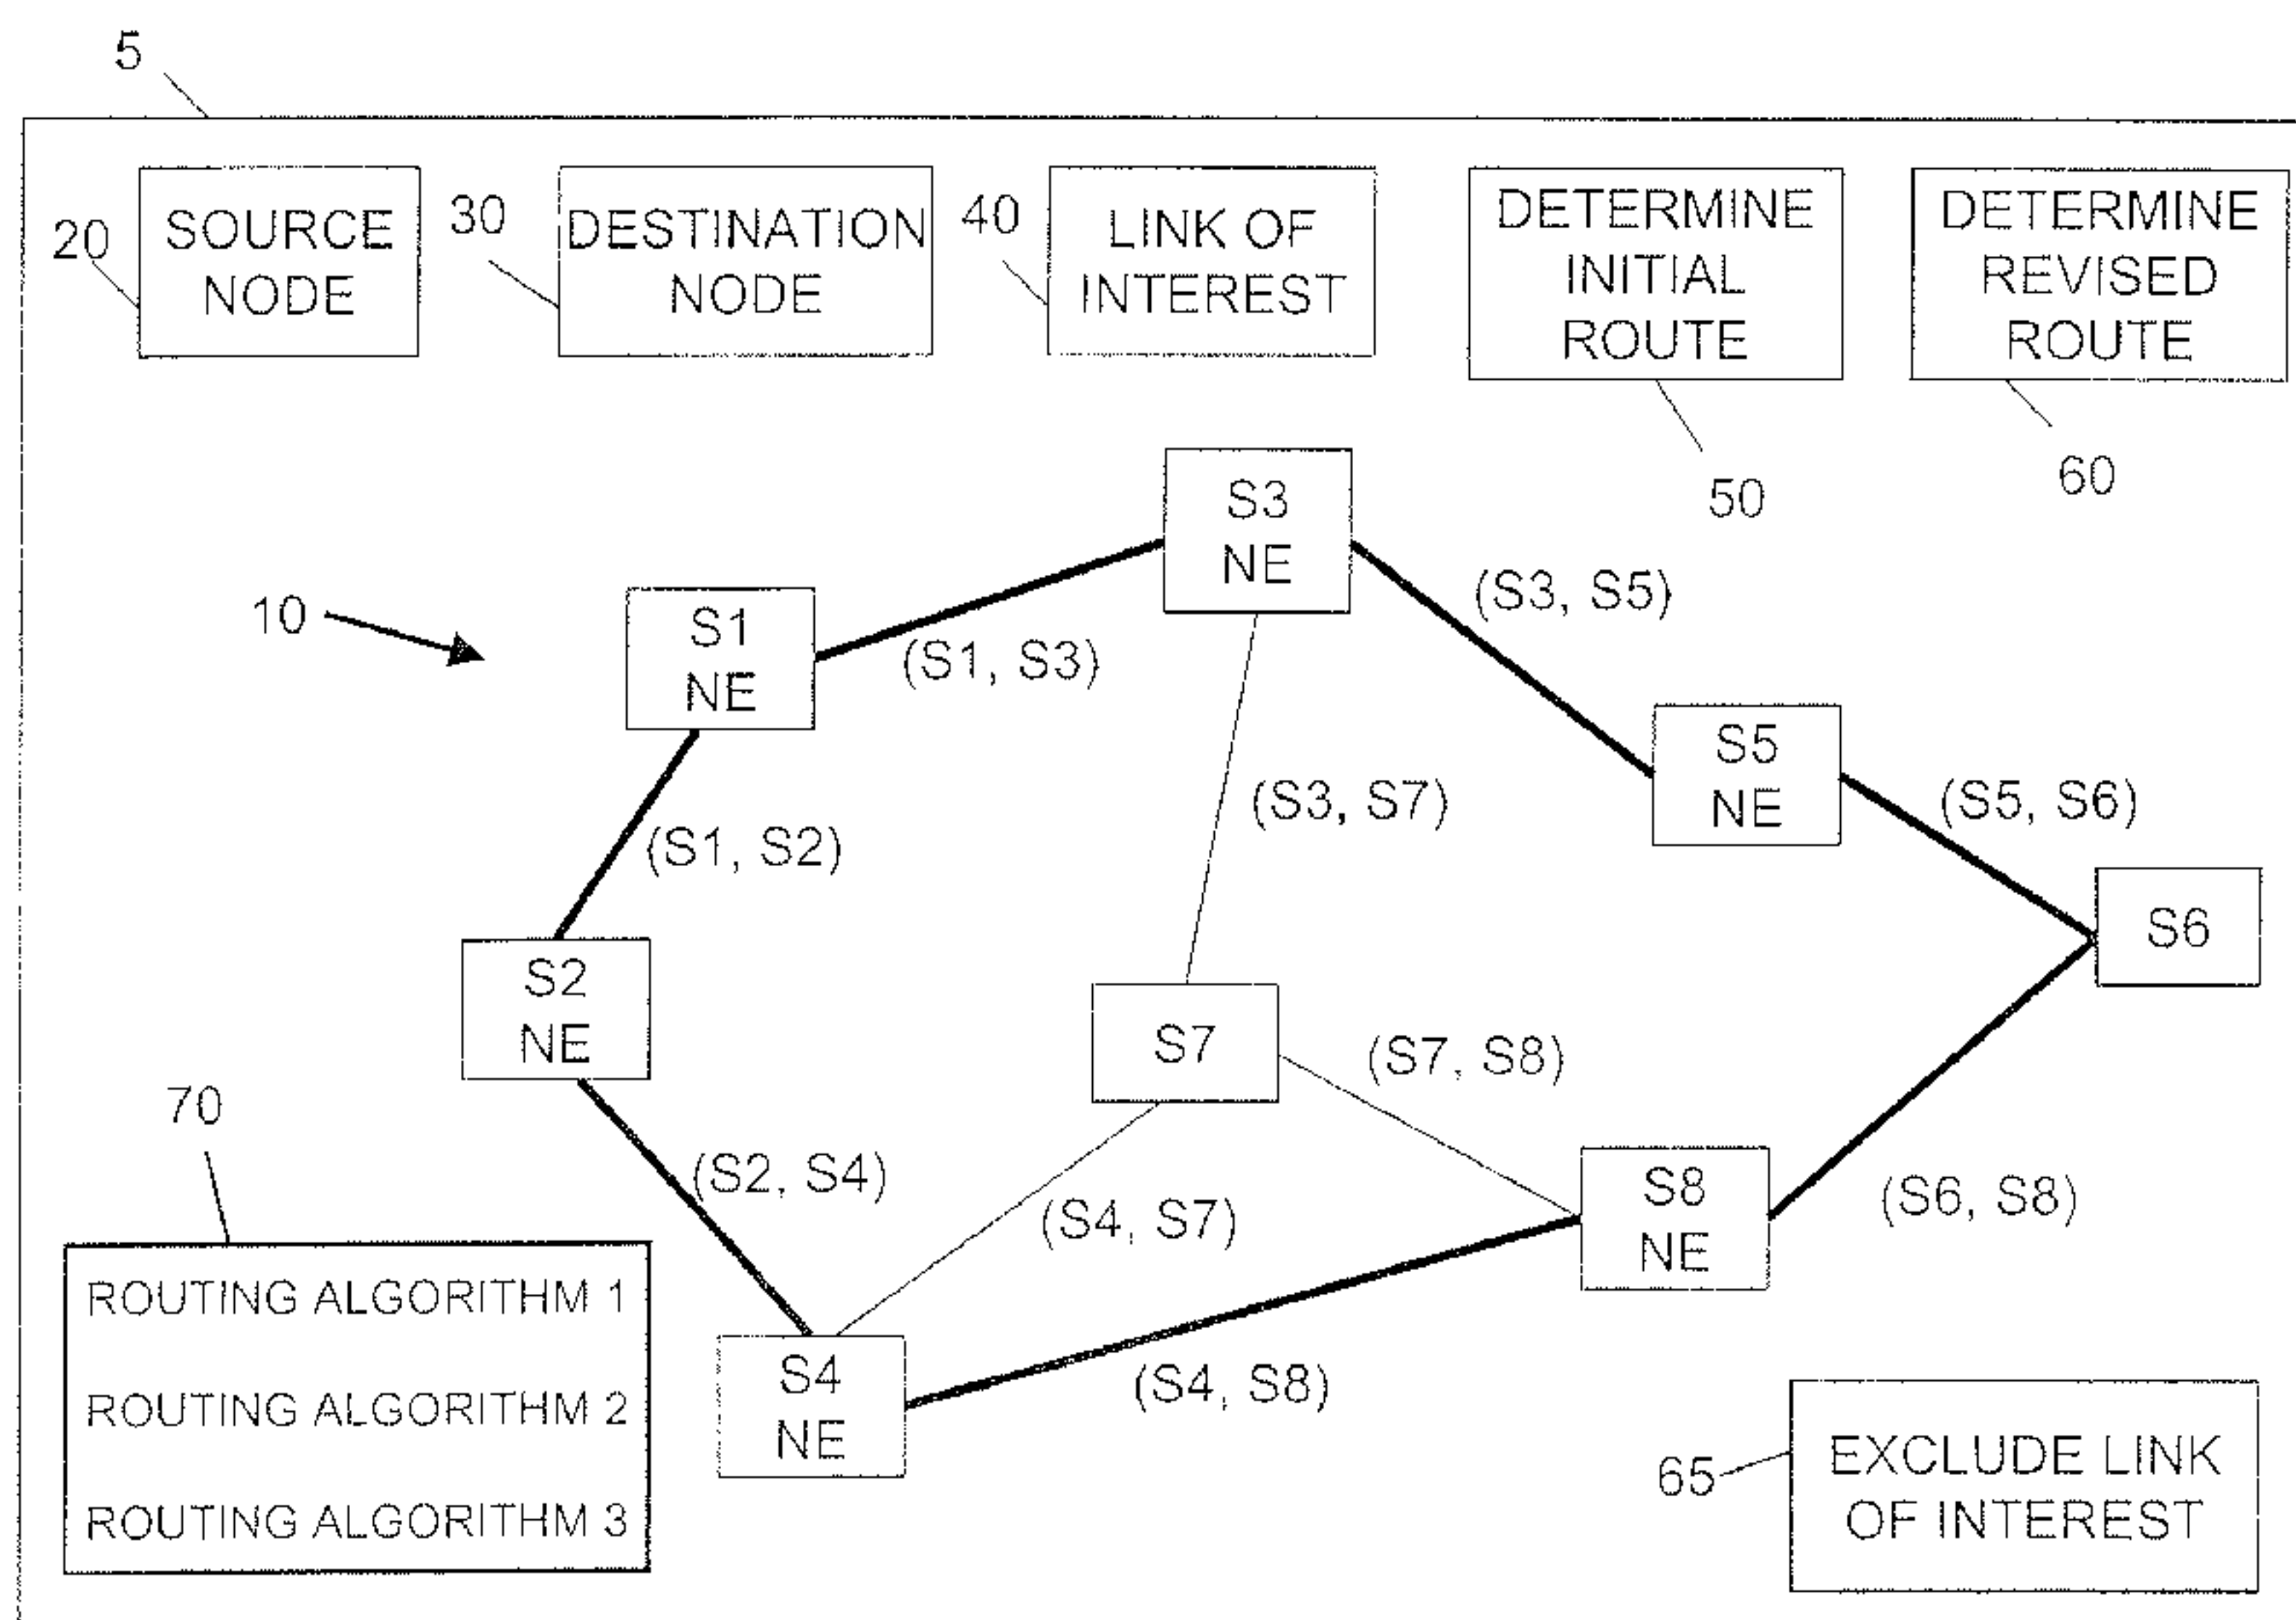 5
20
SOURCE
NODE
30
DESTINATION
NODE
40
LINK OF
INTEREST
DETERMINE
INITIAL
ROUTE
50
DETERMINE
REVISED
ROUTE
60
10
S1
NE
(S1, S3)
S3
NE
(S3, S5)
S5
NE
(S5, S6)
S6
(S3, S7)
(S1, S2)
S2
NE
S7
(S7, S8)
(S2, S4)
(S4, S7)
S8
NE
(S6, S8)
S4
NE
(S4, S8)
70
ROUTING ALGORITHM 1
ROUTING ALGORITHM 2
ROUTING ALGORITHM 3
65
EXCLUDE LINK
OF INTEREST